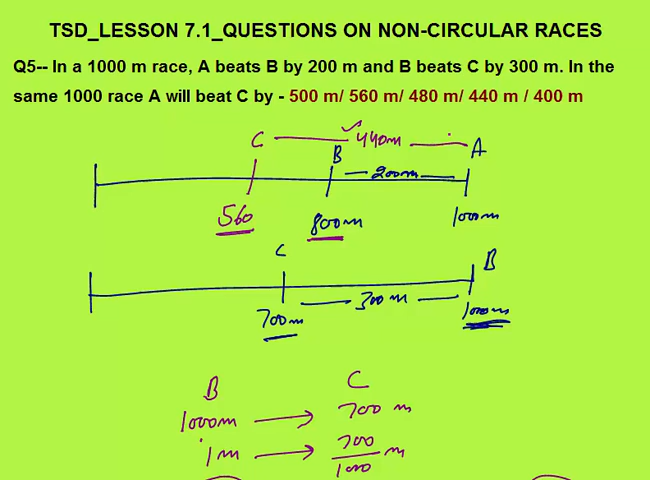 TSD_LESSON 7.1_QUESTIONS ON NON-CIRCULAR RACES
Q5-- In a 1000 m race, A beats B by 200 m and B beats C by 300 m. In the
same 1000 race A will beat C by - 500 m/ 560 m/ 480 m/ 440 m / 400 m
C 440m A
B
200m
560 800m 1000m
C B
300 m
700m 1000m
B C
1000m → 700 m
1m → 700/1000 m